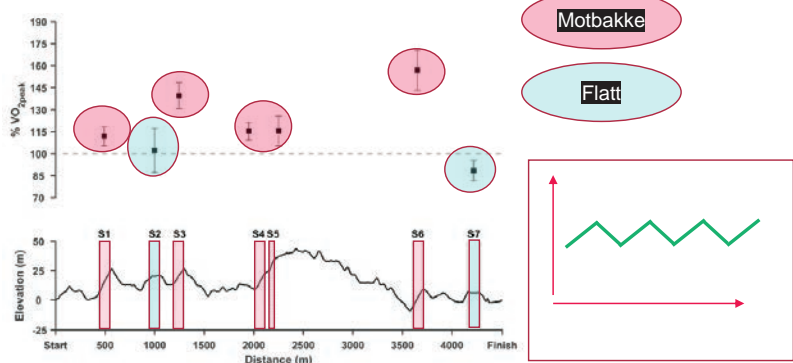 Motbakke
Flatt
% VO2peak
190
175
160
145
130
115
100
85
70
S1 S2 S3 S4 S5 S6 S7
Elevation (m)
50
25
0
-25
Start 500 1000 1500 2000 2500 3000 3500 4000 Finish
Distance (m)